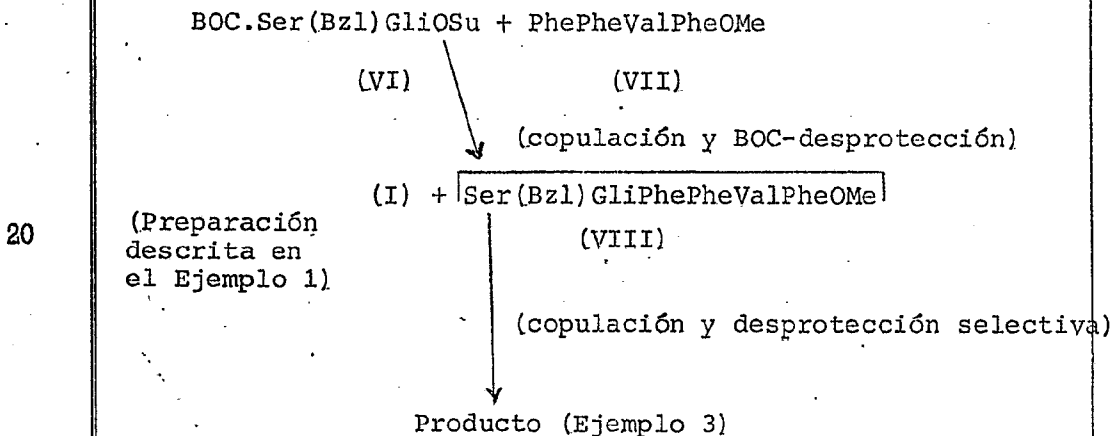 BOC.Ser(Bzl)GliOSu + PhePheValPheOMe
(VI) (VII)
(copulación y BOC-desprotección)
(I) + Ser(Bzl)GliPhePheValPheOMe
20 (Preparación
descrita en
el Ejemplo 1)
(VIII)
(copulación y desprotección selectiva)
Producto (Ejemplo 3)